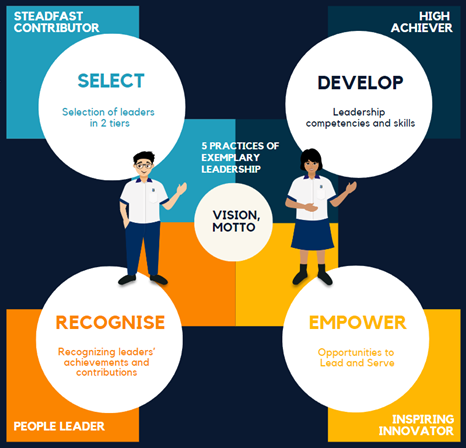 STEADFAST
CONTRIBUTOR
HIGH
ACHIEVER
SELECT
Selection of leaders
in 2 tiers
DEVELOP
Leadership
competencies and skills
5 PRACTICES OF
EXEMPLARY
LEADERSHIP
VISION,
MOTTO
RECOGNISE
Recognizing leaders'
achievements and
contributions
EMPOWER
Opportunities to
Lead and Serve
PEOPLE LEADER
INSPIRING
INNOVATOR